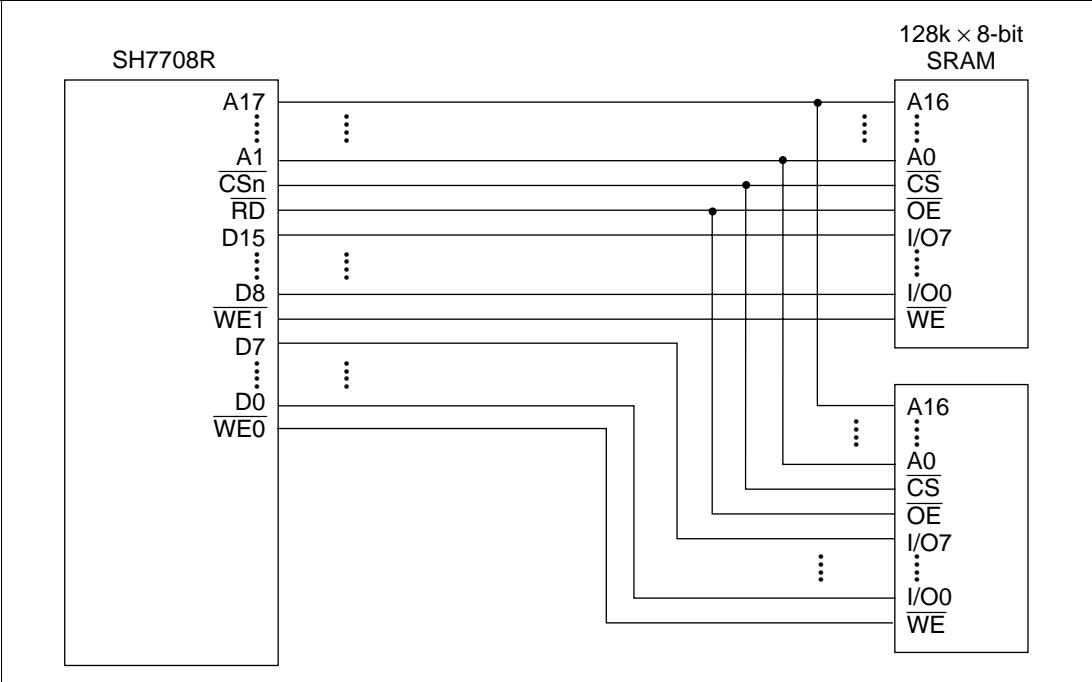 SH7708R
A17
A1
CSn
RD
D15
D8
WE1
D7
D0
WE0
128k × 8-bit
SRAM
A16
A0
CS
OE
I/O7
I/O0
WE
A16
A0
CS
OE
I/O7
I/O0
WE